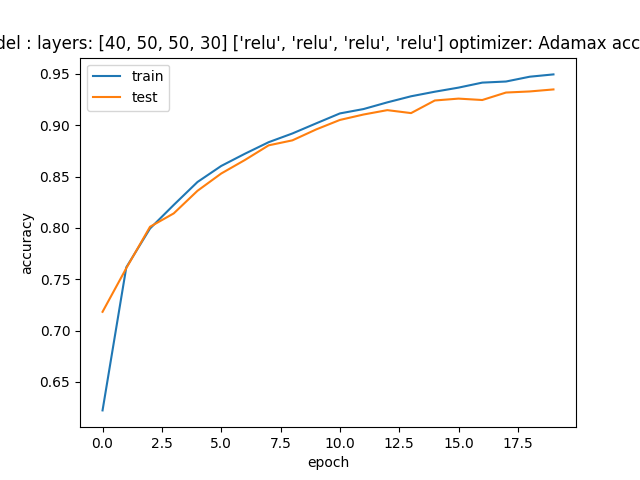 del : layers: [40, 50, 50, 30] ['relu', 'relu', 'relu', 'relu'] optimizer: Adamax acc
train
test
accuracy
0.95
0.90
0.85
0.80
0.75
0.70
0.65
0.0 2.5 5.0 7.5 10.0 12.5 15.0 17.5
epoch